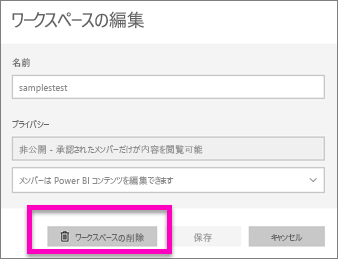 ワークスペースの編集
名前
samplestest
プライバシー
非公開 - 承認されたメンバーだけが内容を閲覧可能
メンバーは Power BI コンテンツを編集できます
ワークスペースの削除
保存
キャンセル